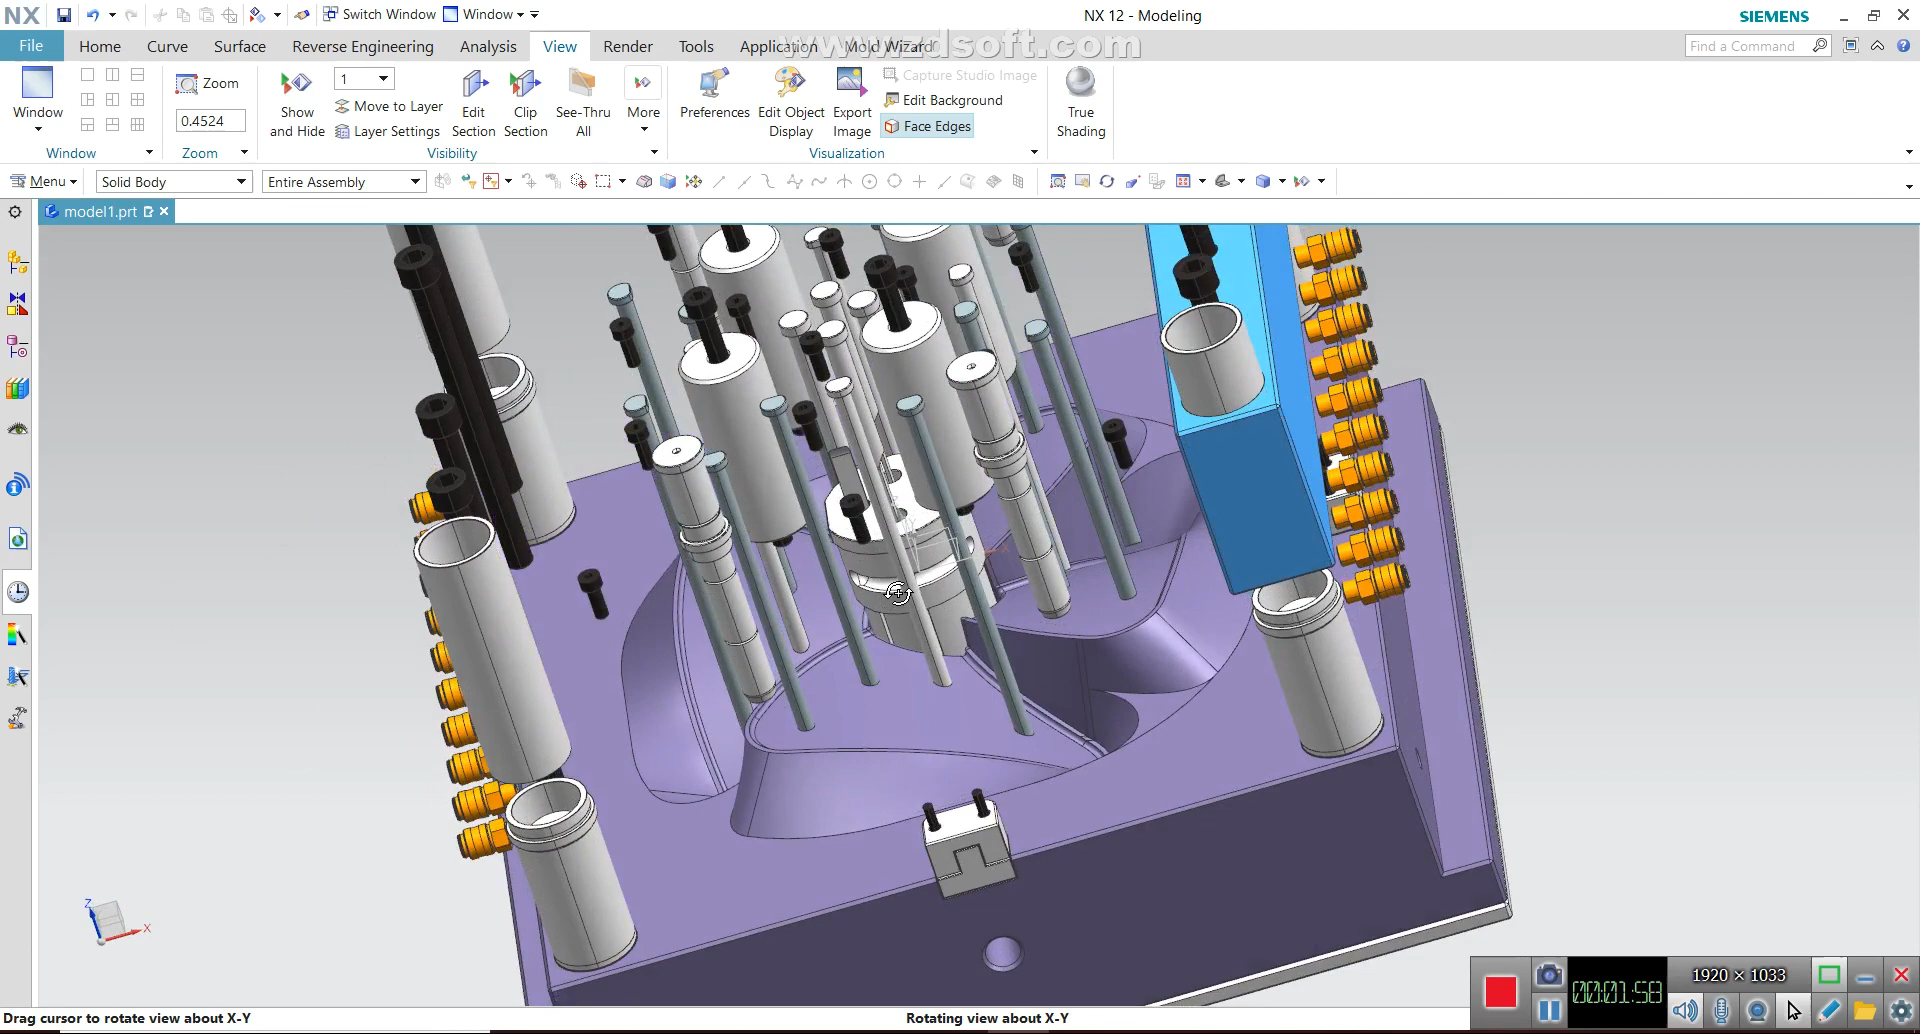 NX
Switch Window
Window
NX 12 - Modeling
SIEMENS
File
Home
Curve
Surface
Reverse Engineering
Analysis
View
Render
Tools
Application
Mold Wizard
www.zdsoft.com
Find a Command
Window
Zoom
0.4524
Show and Hide
1
Move to Layer
Layer Settings
Edit Section
Clip Section
See-Thru All
More
Preferences
Edit Object Display
Export Image
Capture Studio Image
Edit Background
Face Edges
True Shading
Window
Zoom
Visibility
Visualization
Menu
Solid Body
Entire Assembly
model1.prt
Z
X
X
1920 × 1033
00:01:58
Drag cursor to rotate view about X-Y
Rotating view about X-Y